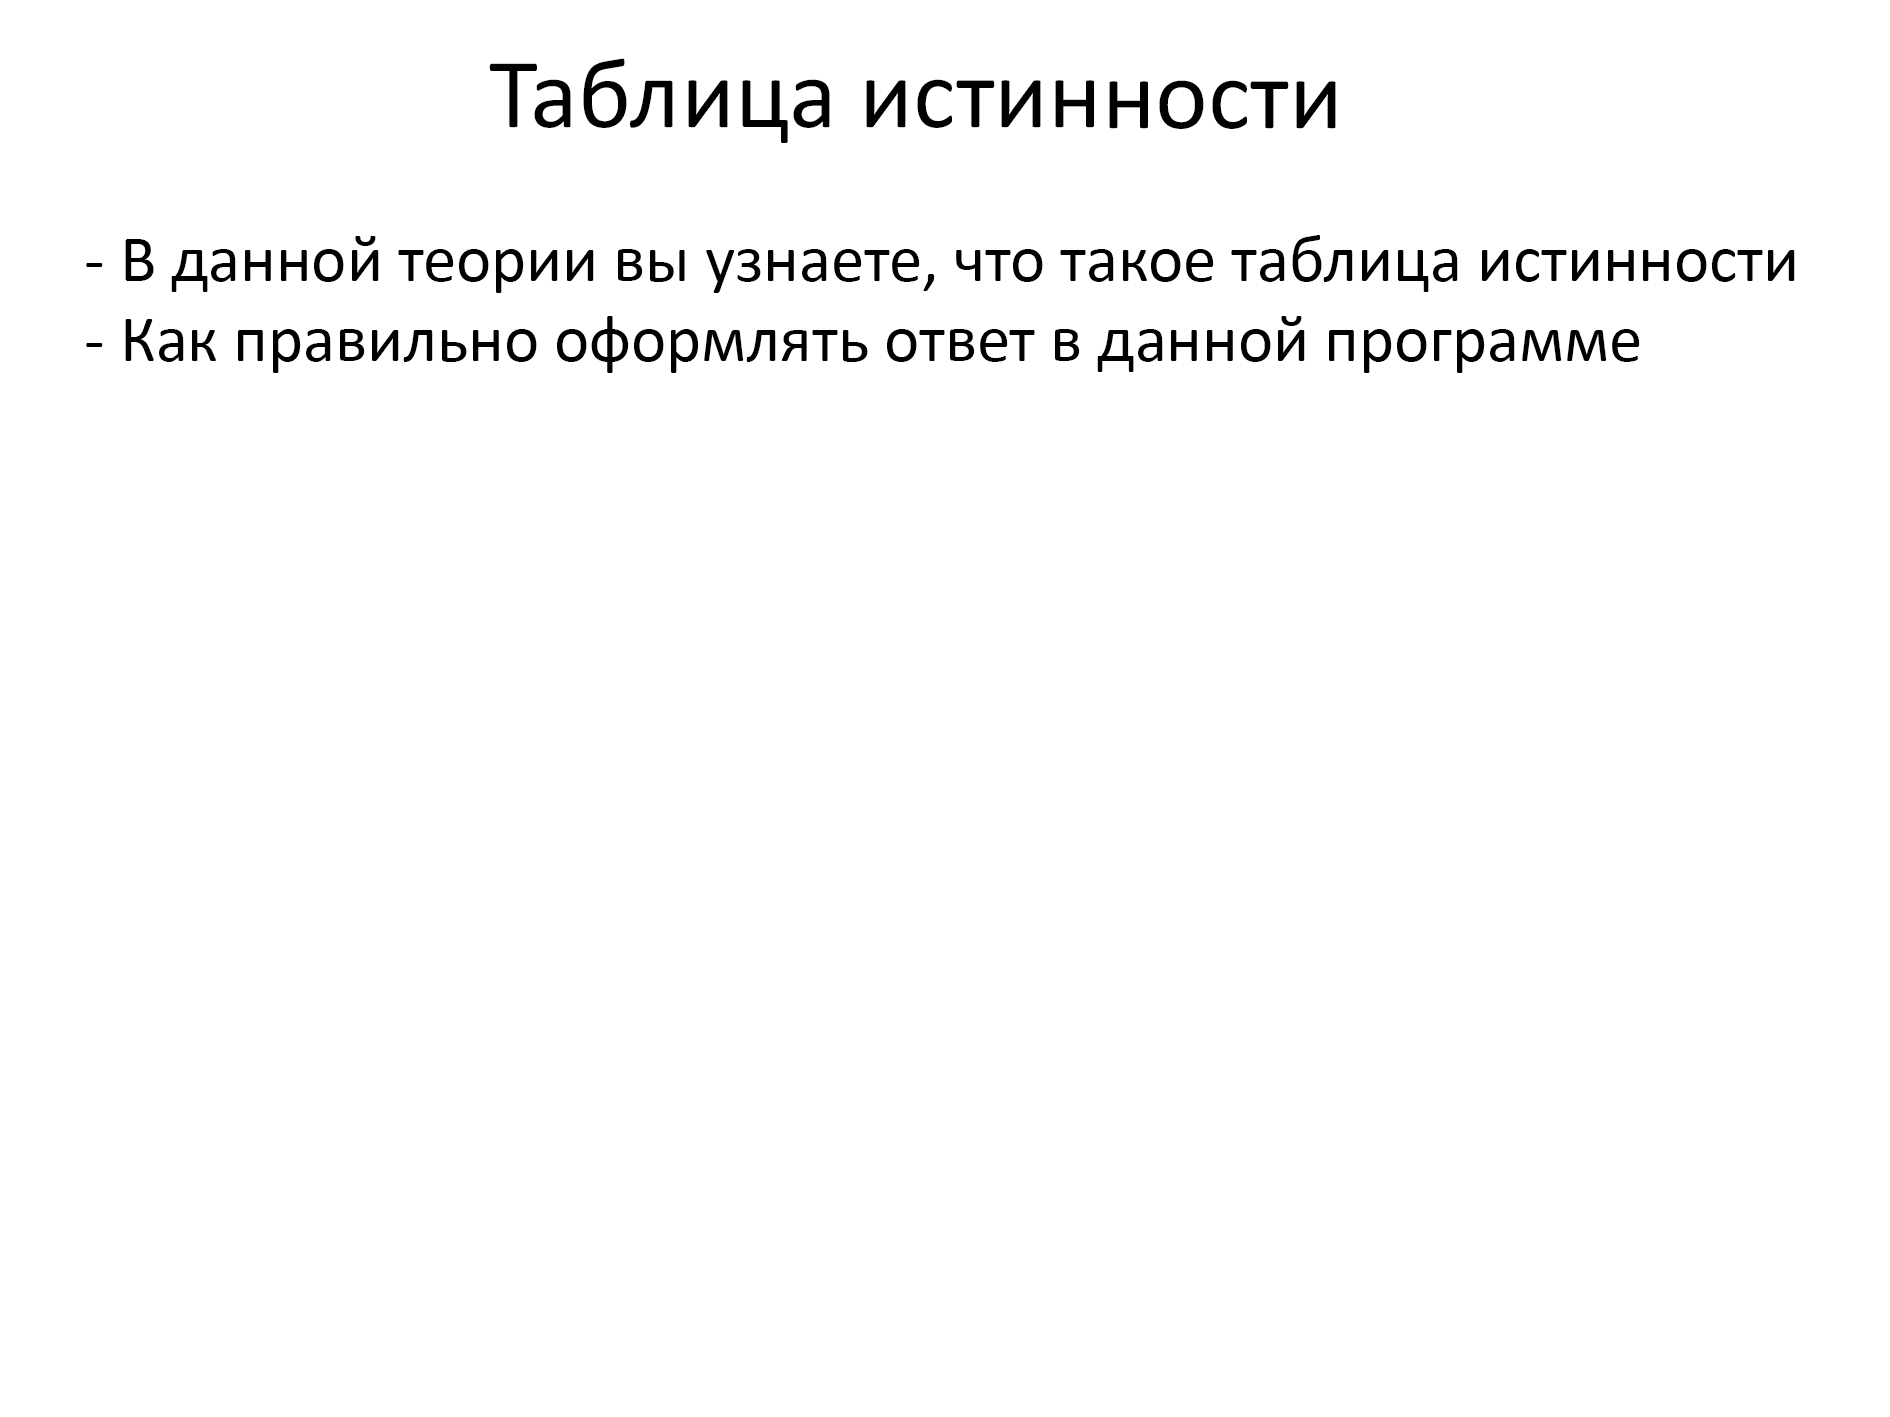 Таблица истинности
- В данной теории вы узнаете, что такое таблица истинности
- Как правильно оформлять ответ в данной программе